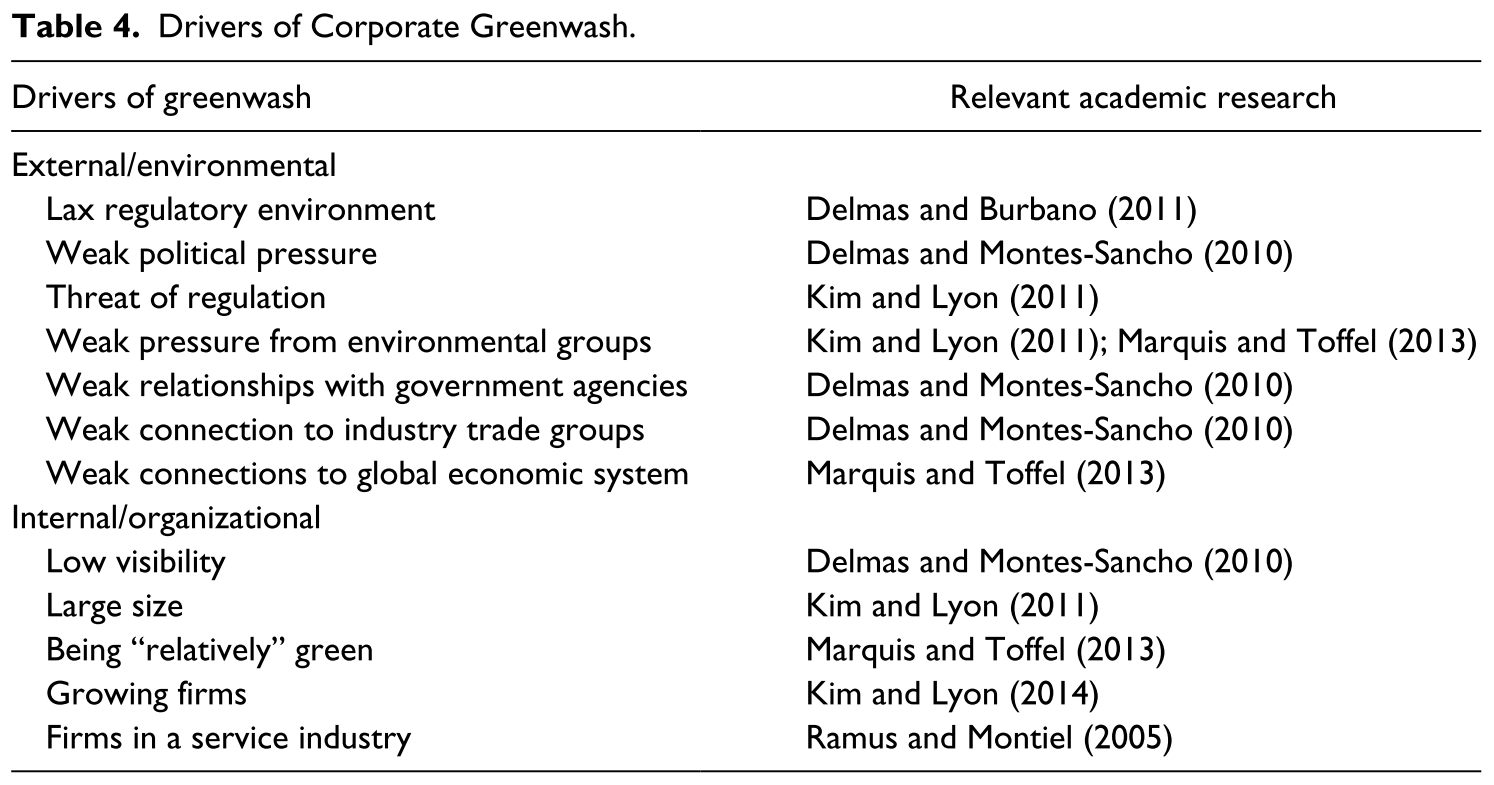 Table 4. Drivers of Corporate Greenwash.
Drivers of greenwash Relevant academic research
External/environmental
Lax regulatory environment Delmas and Burbano (2011)
Weak political pressure Delmas and Montes-Sancho (2010)
Threat of regulation Kim and Lyon (2011)
Weak pressure from environmental groups Kim and Lyon (2011); Marquis and Toffel (2013)
Weak relationships with government agencies Delmas and Montes-Sancho (2010)
Weak connection to industry trade groups Delmas and Montes-Sancho (2010)
Weak connections to global economic system Marquis and Toffel (2013)
Internal/organizational
Low visibility Delmas and Montes-Sancho (2010)
Large size Kim and Lyon (2011)
Being “relatively” green Marquis and Toffel (2013)
Growing firms Kim and Lyon (2014)
Firms in a service industry Ramus and Montiel (2005)